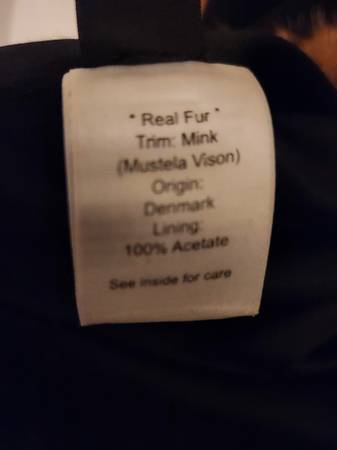 * Real Fur *
Trim: Mink
(Mustela Vison)
Origin:
Denmark
Lining:
100% Acetate
See inside for care